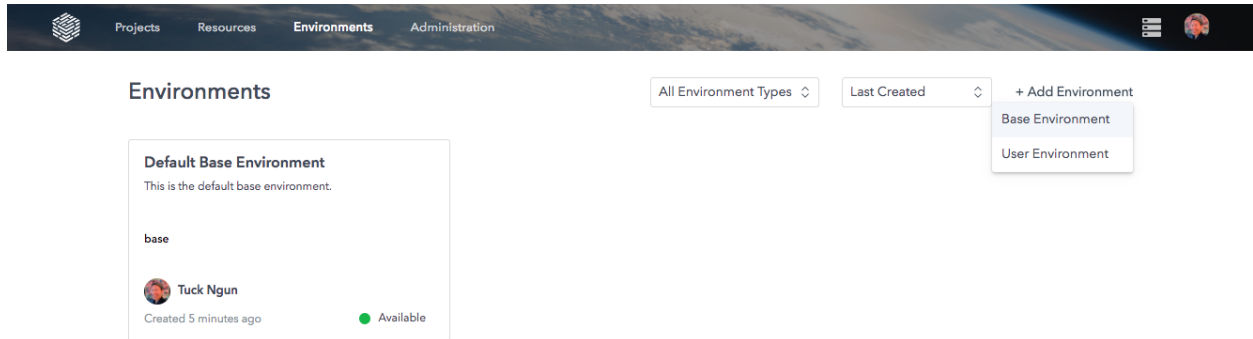 Projects Resources Environments Administration
Environments
All Environment Types
Last Created
+ Add Environment
Base Environment
User Environment
Default Base Environment
This is the default base environment.
base
Tuck Ngun
Created 5 minutes ago
Available